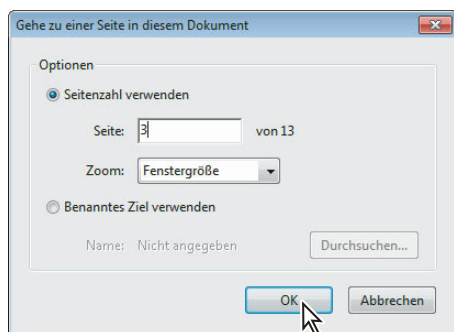 Gehe zu einer Seite in diesem Dokument
Optionen
Seitenzahl verwenden
Seite: 3 von 13
Zoom: Fenstergröße
Benanntes Ziel verwenden
Name: Nicht angegeben Durchsuchen...
OK Abbrechen